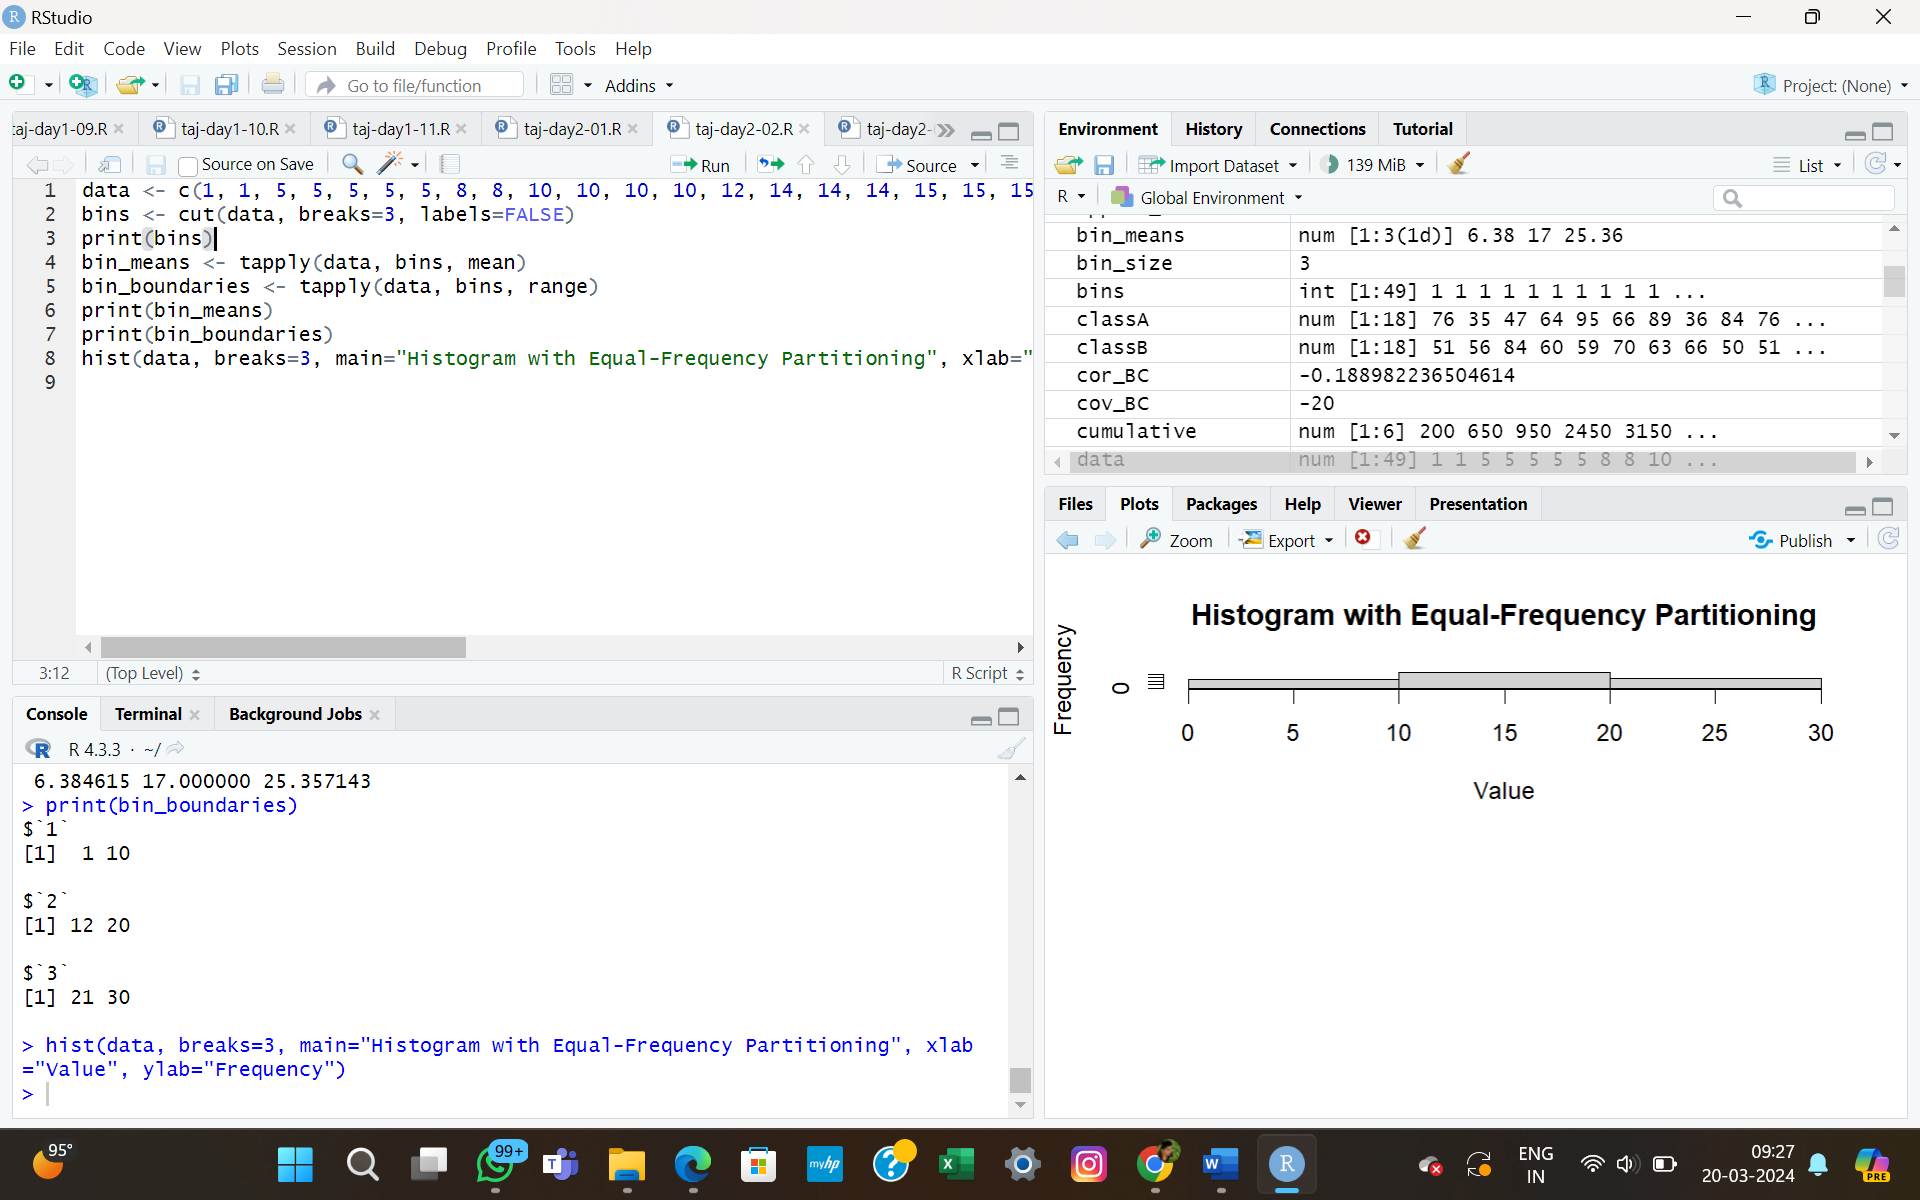 RStudio
File Edit Code View Plots Session Build Debug Profile Tools Help
Go to file/function Addins Project: (None)
taj-day1-09.R taj-day1-10.R taj-day1-11.R taj-day2-01.R taj-day2-02.R taj-day2-
Source on Save Run Source
1 data <- c(1, 1, 5, 5, 5, 5, 5, 8, 8, 10, 10, 10, 10, 12, 14, 14, 14, 15, 15, 15
2 bins <- cut(data, breaks=3, labels=FALSE)
3 print(bins)
4 bin_means <- tapply(data, bins, mean)
5 bin_boundaries <- tapply(data, bins, range)
6 print(bin_means)
7 print(bin_boundaries)
8 hist(data, breaks=3, main="Histogram with Equal-Frequency Partitioning", xlab="
9
3:12 (Top Level) R Script
Console Terminal Background Jobs
R 4.3.3 · ~/
6.384615 17.000000 25.357143
> print(bin_boundaries)
$`1`
[1]  1 10
$`2`
[1] 12 20
$`3`
[1] 21 30
> hist(data, breaks=3, main="Histogram with Equal-Frequency Partitioning", xlab
="Value", ylab="Frequency")
>
Environment History Connections Tutorial
Import Dataset 139 MiB List
R Global Environment
bin_means num [1:3(1d)] 6.38 17 25.36
bin_size 3
bins int [1:49] 1 1 1 1 1 1 1 1 1 1 ...
classA num [1:18] 76 35 47 64 95 66 89 36 84 76 ...
classB num [1:18] 51 56 84 60 59 70 63 66 50 51 ...
cor_BC -0.188982236504614
cov_BC -20
cumulative num [1:6] 200 650 950 2450 3150 ...
data num [1:49] 1 1 5 5 5 5 5 8 8 10 ...
Files Plots Packages Help Viewer Presentation
Zoom Export Publish
Histogram with Equal-Frequency Partitioning
Frequency
0
0 5 10 15 20 25 30
Value
95° 99+ myhp ENG 09:27
IN 20-03-2024 PRE